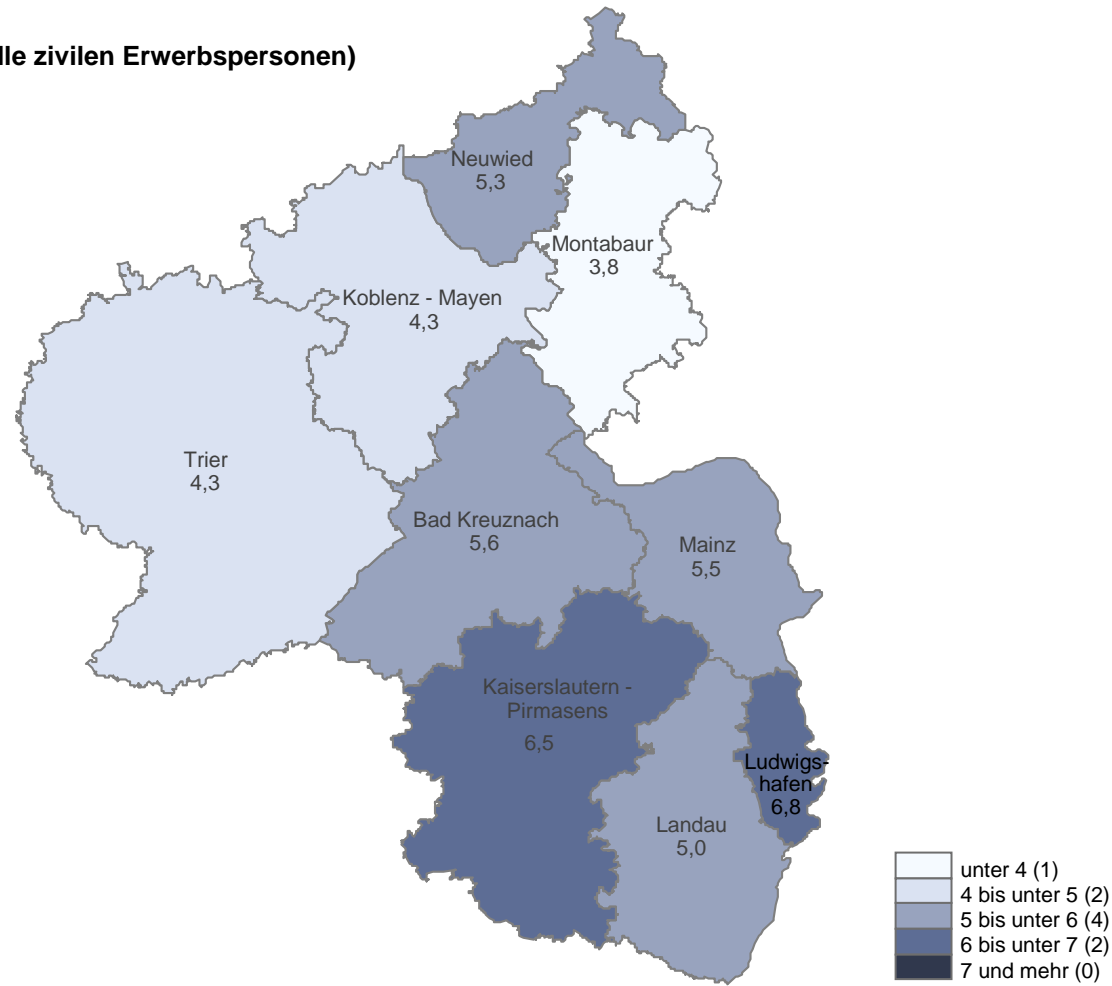 lle zivilen Erwerbspersonen)
Neuwied
5,3
Montabaur
3,8
Koblenz - Mayen
4,3
Trier
4,3
Bad Kreuznach
5,6
Mainz
5,5
Kaiserslautern -
Pirmasens
6,5
Ludwigs-
hafen
6,8
Landau
5,0
unter 4 (1)
4 bis unter 5 (2)
5 bis unter 6 (4)
6 bis unter 7 (2)
7 und mehr (0)